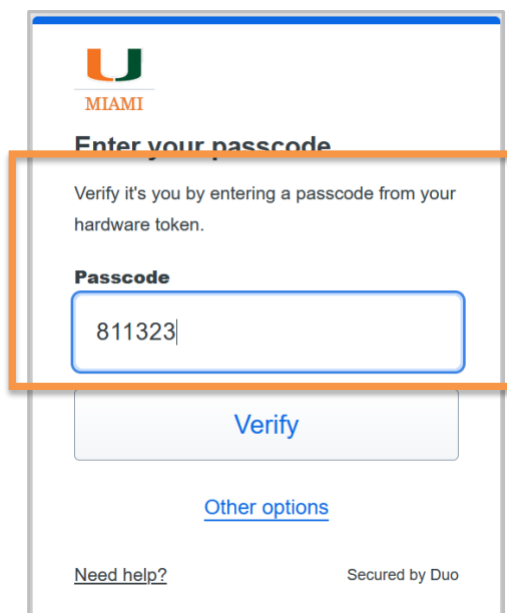 MIAMI
Enter your passcode
Verify it's you by entering a passcode from your
hardware token.
Passcode
811323
Verify
Other options
Need help?
Secured by Duo